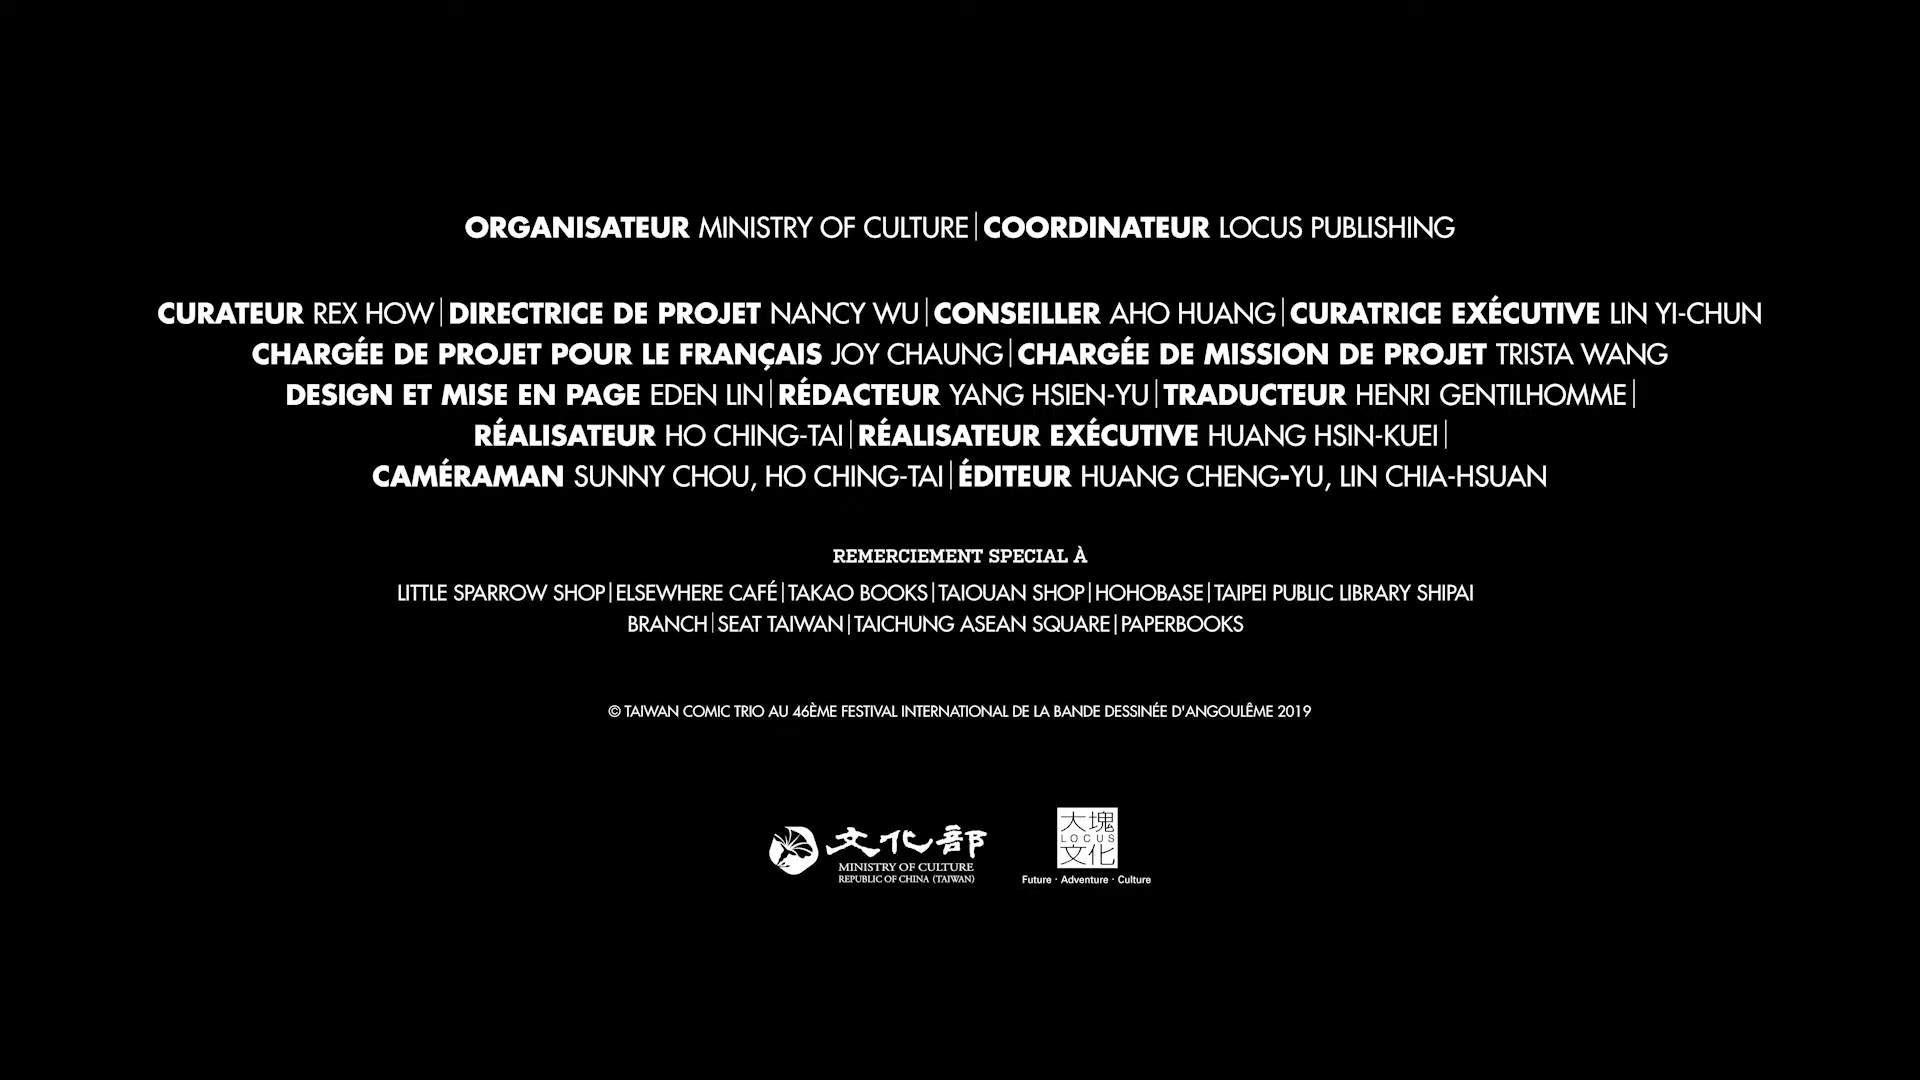 ORGANISATEUR MINISTRY OF CULTURE|COORDINATEUR LOCUS PUBLISHING
CURATEUR REX HOW|DIRECTRICE DE PROJET NANCY WU|CONSEILLER AHO HUANG|CURATRICE EXÉCUTIVE LIN YI-CHUN
CHARGÉE DE PROJET POUR LE FRANÇAIS JOY CHAUNG|CHARGÉE DE MISSION DE PROJET TRISTA WANG
DESIGN ET MISE EN PAGE EDEN LIN|RÉDACTEUR YANG HSIEN-YU|TRADUCTEUR HENRI GENTILHOMME|
RÉALISATEUR HO CHING-TAI|RÉALISATEUR EXÉCUTIVE HUANG HSIN-KUEI|
CAMÉRAMAN SUNNY CHOU, HO CHING-TAI|ÉDITEUR HUANG CHENG-YU, LIN CHIA-HSUAN
REMERCIEMENT SPECIAL À
LITTLE SPARROW SHOP|ELSEWHERE CAFÉ|TAKAO BOOKS|TAIOUAN SHOP|HOHOBASE|TAIPEI PUBLIC LIBRARY SHIPAI
BRANCH|SEAT TAIWAN|TAICHUNG ASEAN SQUARE|PAPERBOOKS
© TAIWAN COMIC TRIO AU 46ÈME FESTIVAL INTERNATIONAL DE LA BANDE DESSINÉE D'ANGOULÊME 2019
文化部
MINISTRY OF CULTURE
REPUBLIC OF CHINA (TAIWAN)
大塊
LOCUS
文化
Future · Adventure · Culture